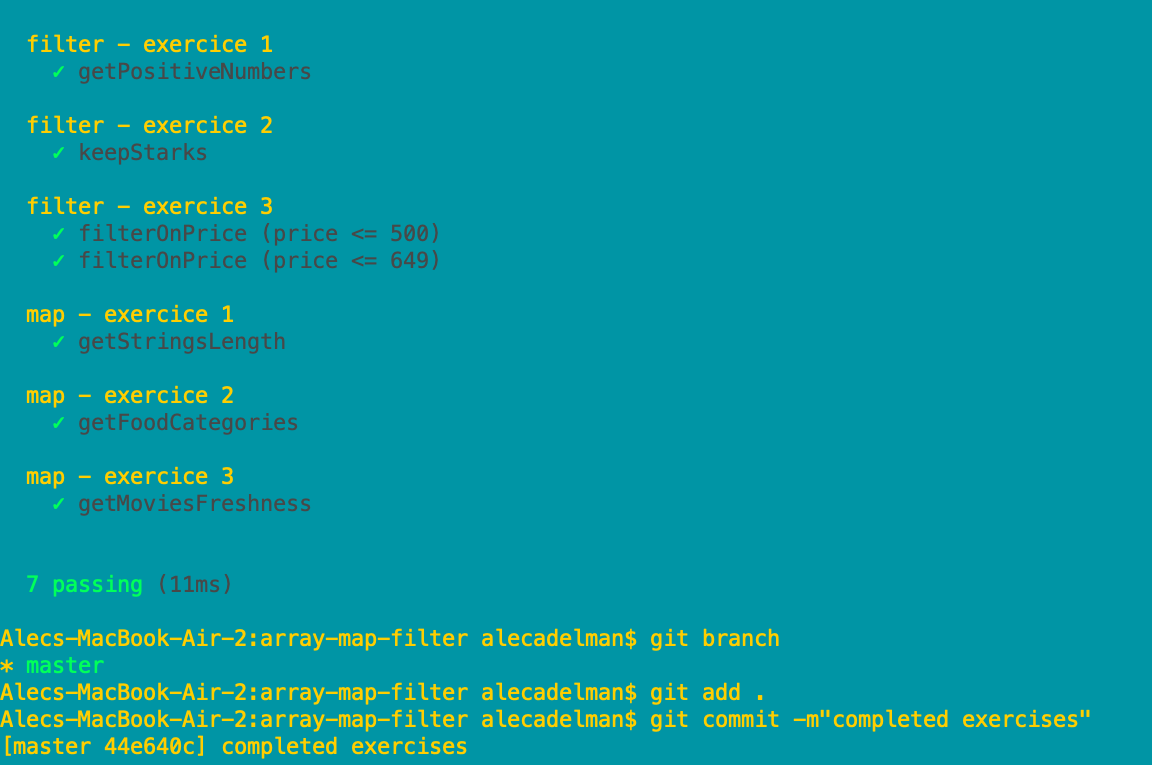 filter – exercice 1
✓ getPositiveNumbers
filter – exercice 2
✓ keepStarks
filter – exercice 3
✓ filterOnPrice (price <= 500)
✓ filterOnPrice (price <= 649)
map – exercice 1
✓ getStringsLength
map – exercice 2
✓ getFoodCategories
map – exercice 3
✓ getMoviesFreshness
7 passing (11ms)
Alecs-MacBook-Air-2:array-map-filter alecadelman$ git branch
* master
Alecs-MacBook-Air-2:array-map-filter alecadelman$ git add .
Alecs-MacBook-Air-2:array-map-filter alecadelman$ git commit -m"completed exercises"
[master 44e640c] completed exercises